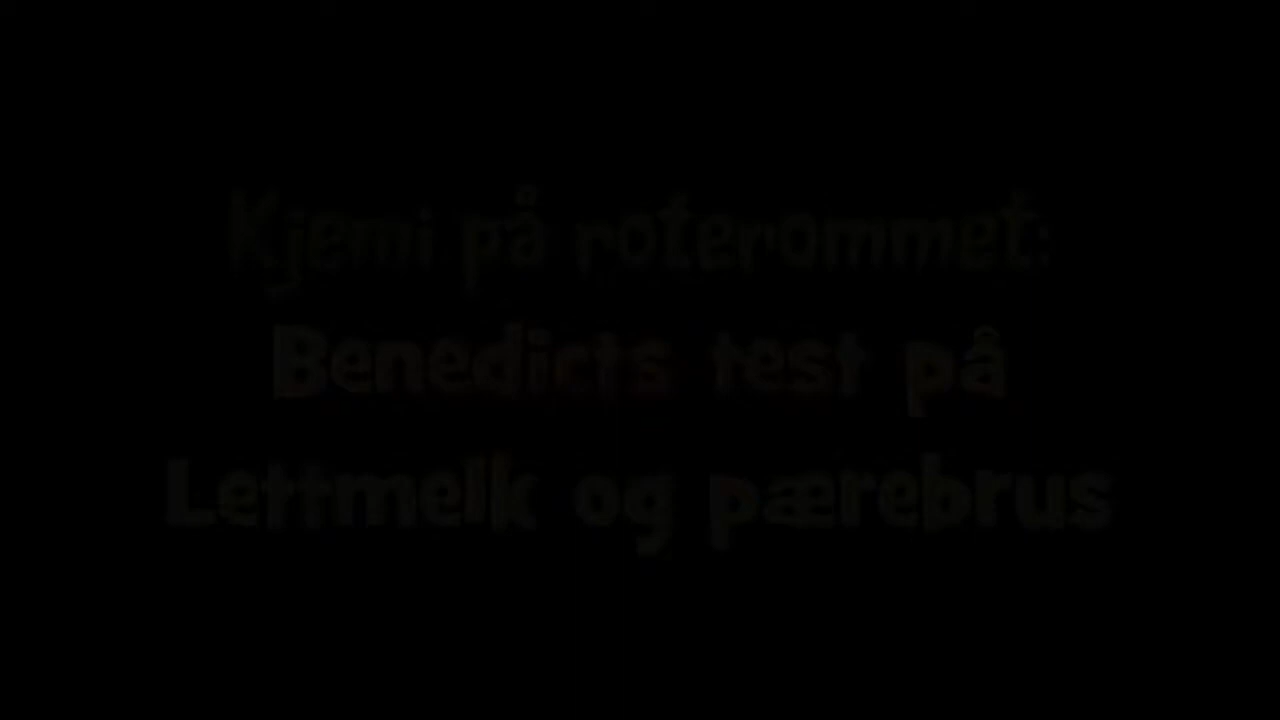 Kjemi på roterommet:
Benedicts test på
Lettmelk og pærebrus